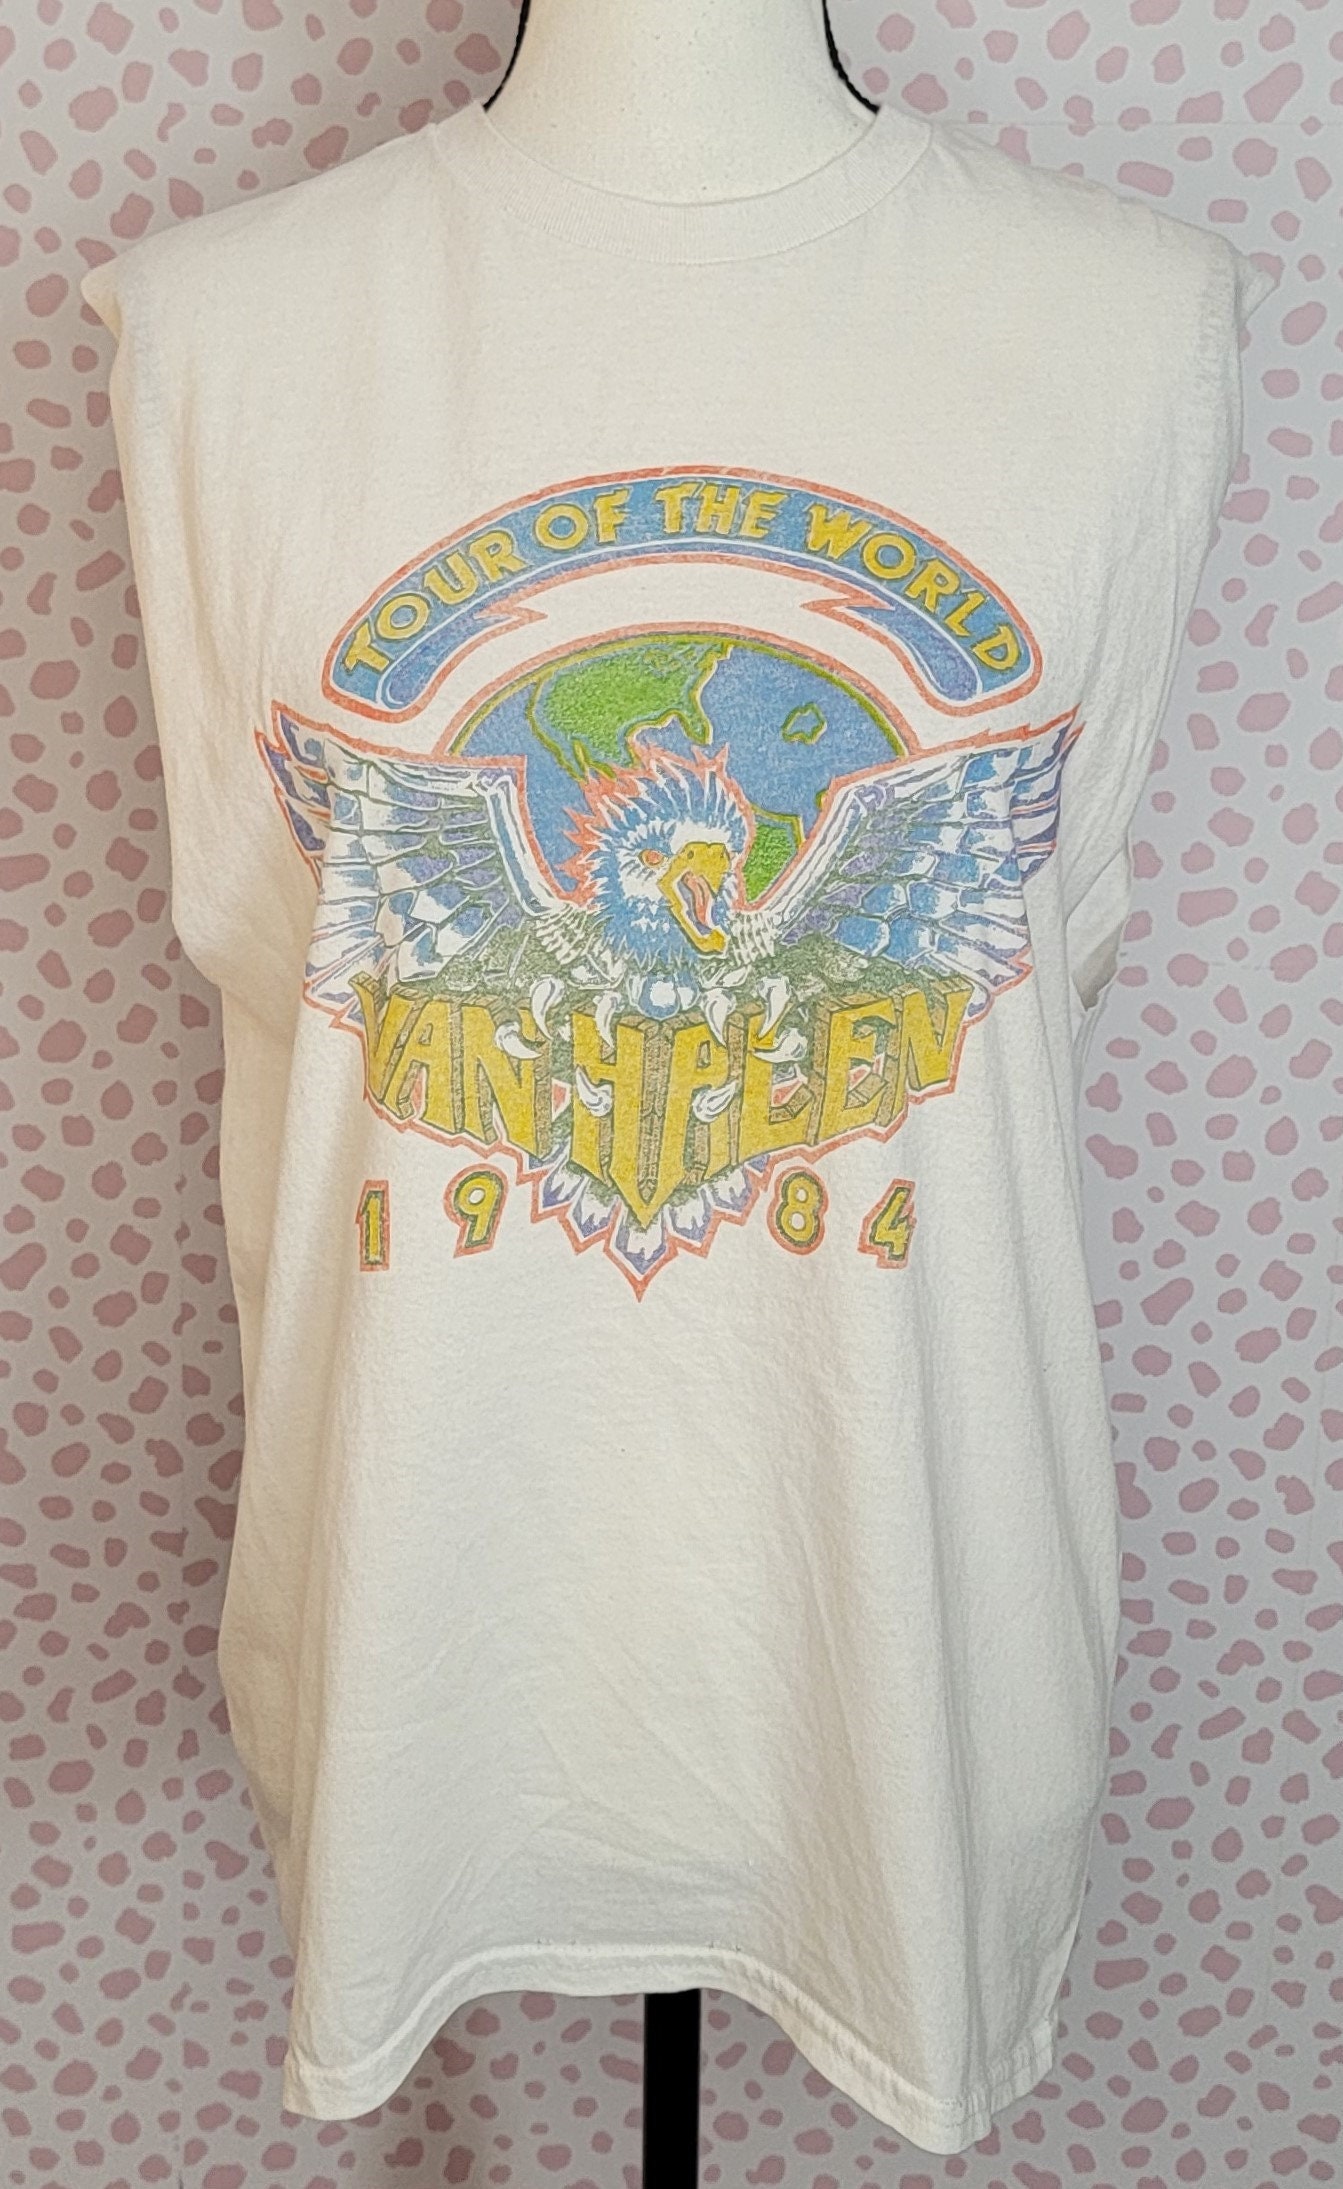 TOUR OF THE WORLD
VAN HALEN
1984